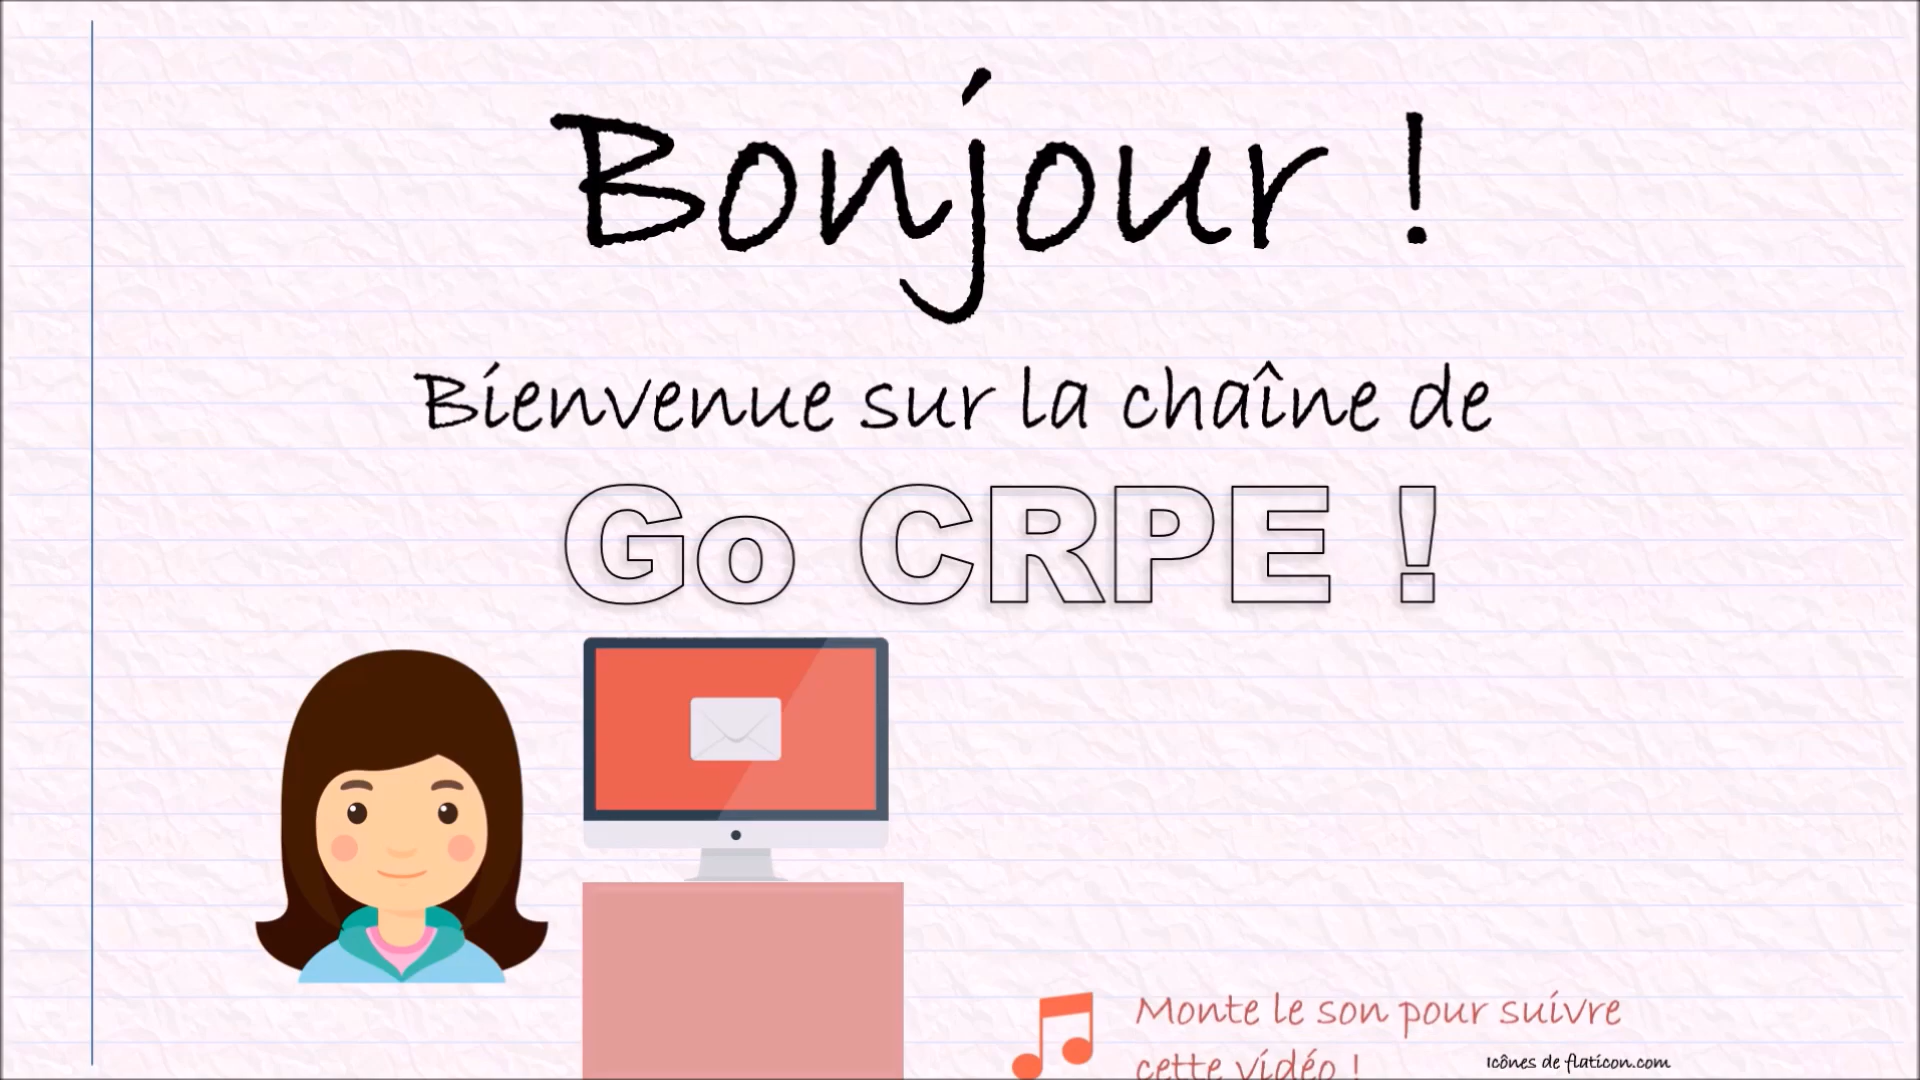 Bonjour !
Bienvenue sur la chaîne de
Go CRPE !
Monte le son pour suivre
cette vidéo !
Icônes de flaticon.com